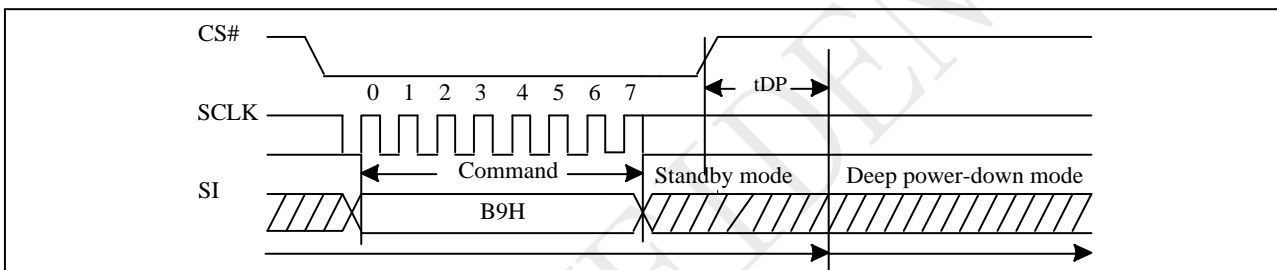 CS#
tDP
0 1 2 3 4 5 6 7
SCLK
Command
Standby mode
Deep power-down mode
SI
B9H